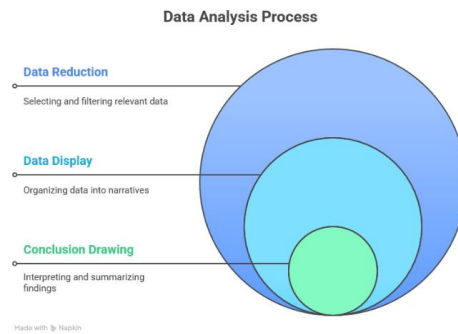 Data Analysis Process
Data Reduction
Selecting and filtering relevant data
Data Display
Organizing data into narratives
Conclusion Drawing
Interpreting and summarizing
findings
Made with Napkin